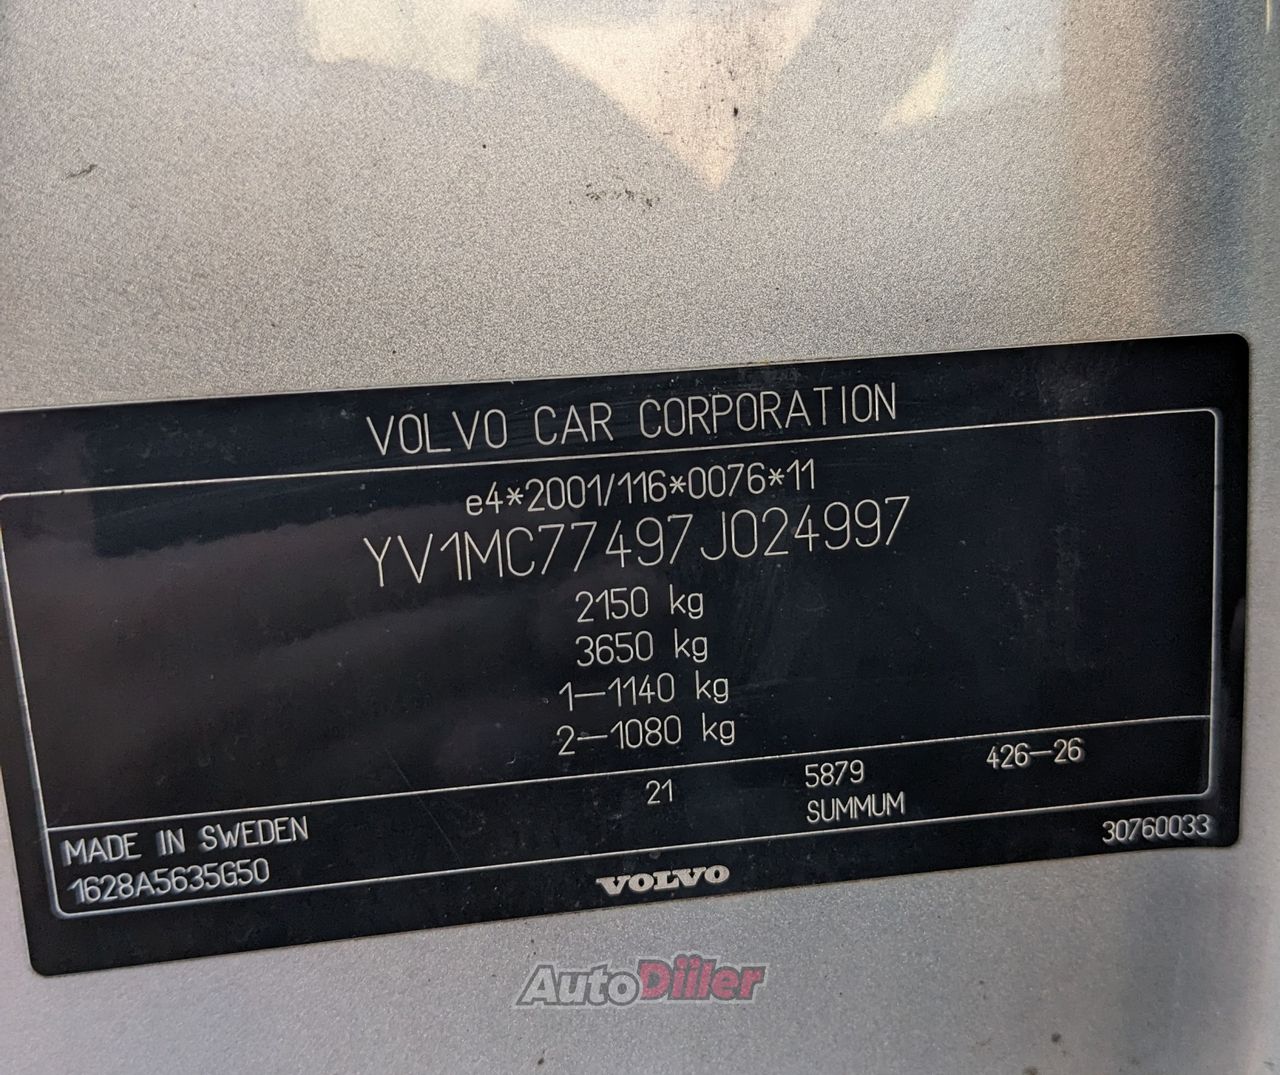 VOLVO CAR CORPORATION
e4*2001/116*0076*11
YV1MC77497J024997
2150 kg
3650 kg
1-1140 kg
2-1080 kg
21 5879 426-26
SUMMUM
MADE IN SWEDEN
1628A5635G50
30760033
VOLVO
AutoDiiler